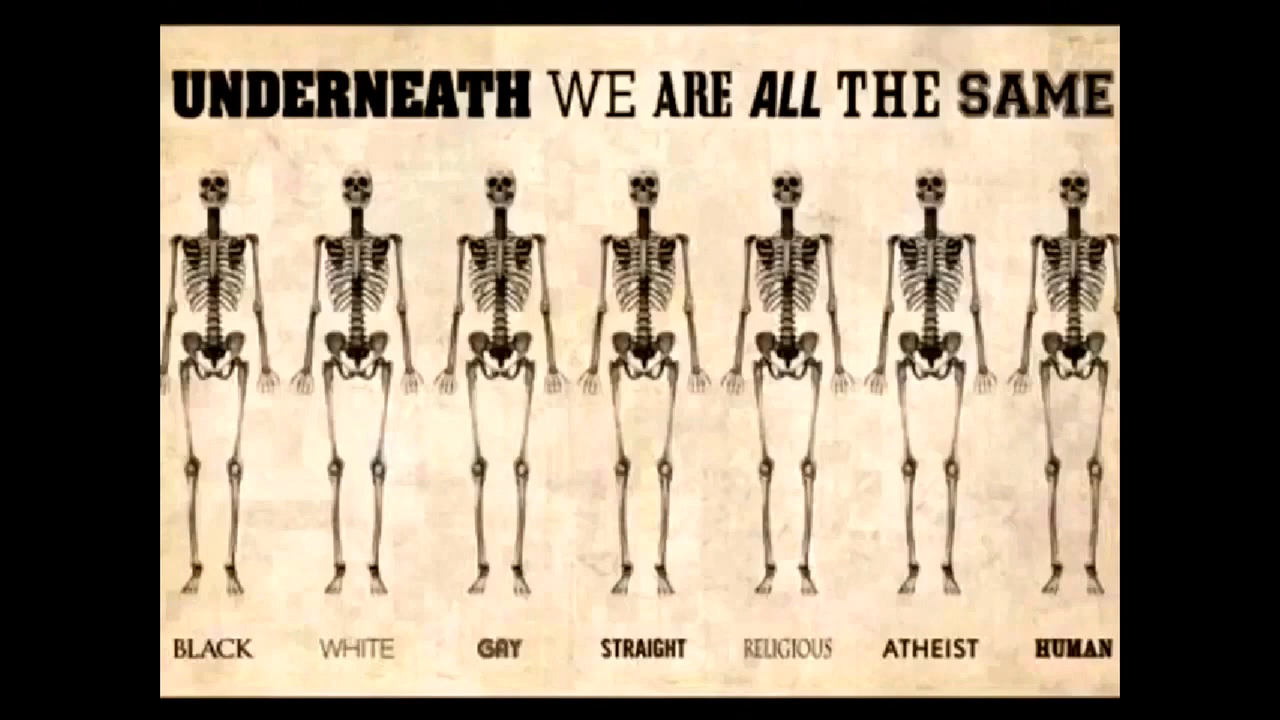 UNDERNEATH WE ARE ALL THE SAME
BLACK WHITE GAY STRAIGHT RELIGIOUS ATHEIST HUMAN